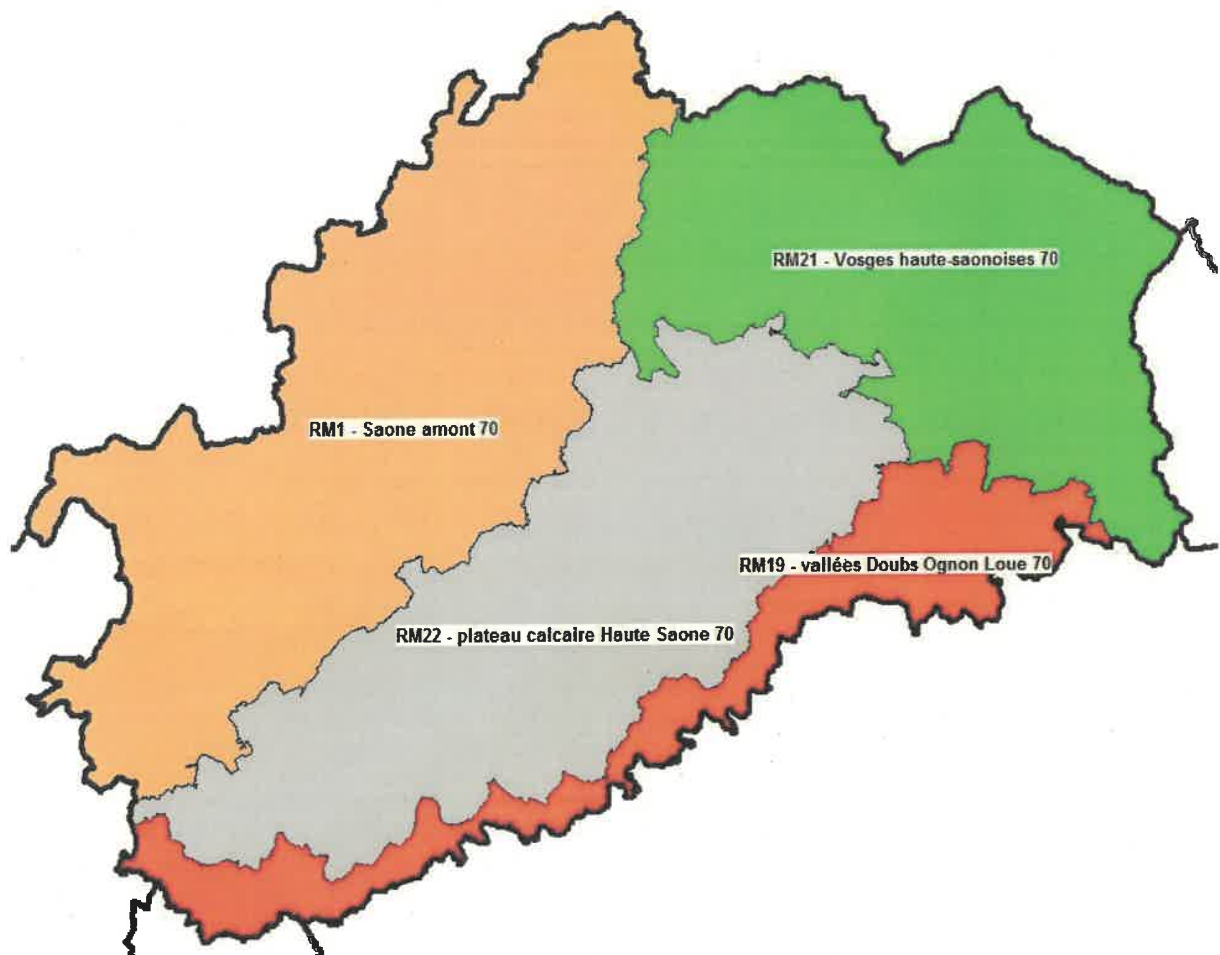 RM21 - Vosges haute-saonoises 70
RM1 - Saone amont 70
RM19 - vallées Doubs Ognon Loue 70
RM22 - plateau calcaire Haute Saone 70